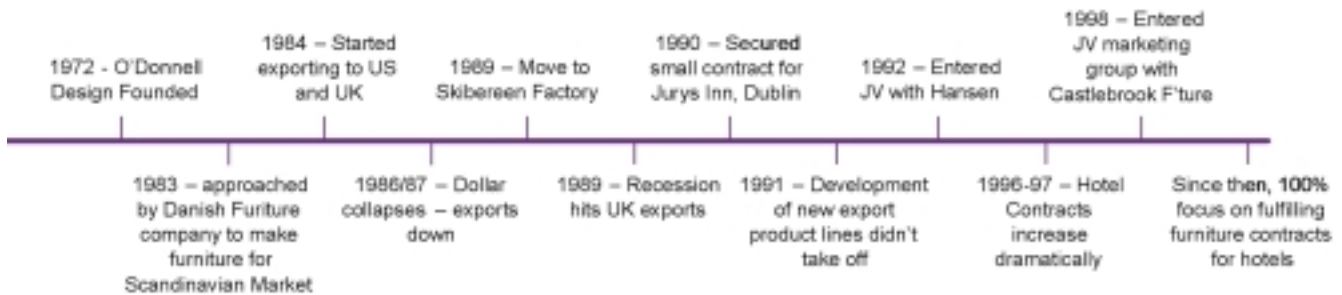 1972 - O'Donnell
Design Founded
1983 – approached
by Danish Furiture
company to make
furniture for
Scandinavian Market
1984 – Started
exporting to US
and UK
1986/87 – Dollar
collapses – exports
down
1989 – Move to
Skibereen Factory
1989 – Recession
hits UK exports
1990 – Secured
small contract for
Jurys Inn, Dublin
1991 – Development
of new export
product lines didn't
take off
1992 – Entered
JV with Hansen
1996-97 – Hotel
Contracts
increase
dramatically
1998 – Entered
JV marketing
group with
Castlebrook F'ture
Since then, 100%
focus on fulfilling
furniture contracts
for hotels